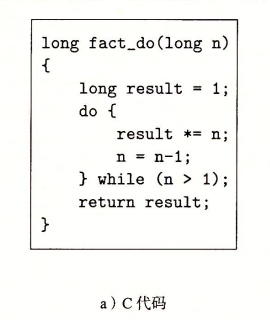 long fact_do(long n)
{
    long result = 1;
    do {
        result *= n;
        n = n-1;
    } while (n > 1);
    return result;
}
a) C 代码